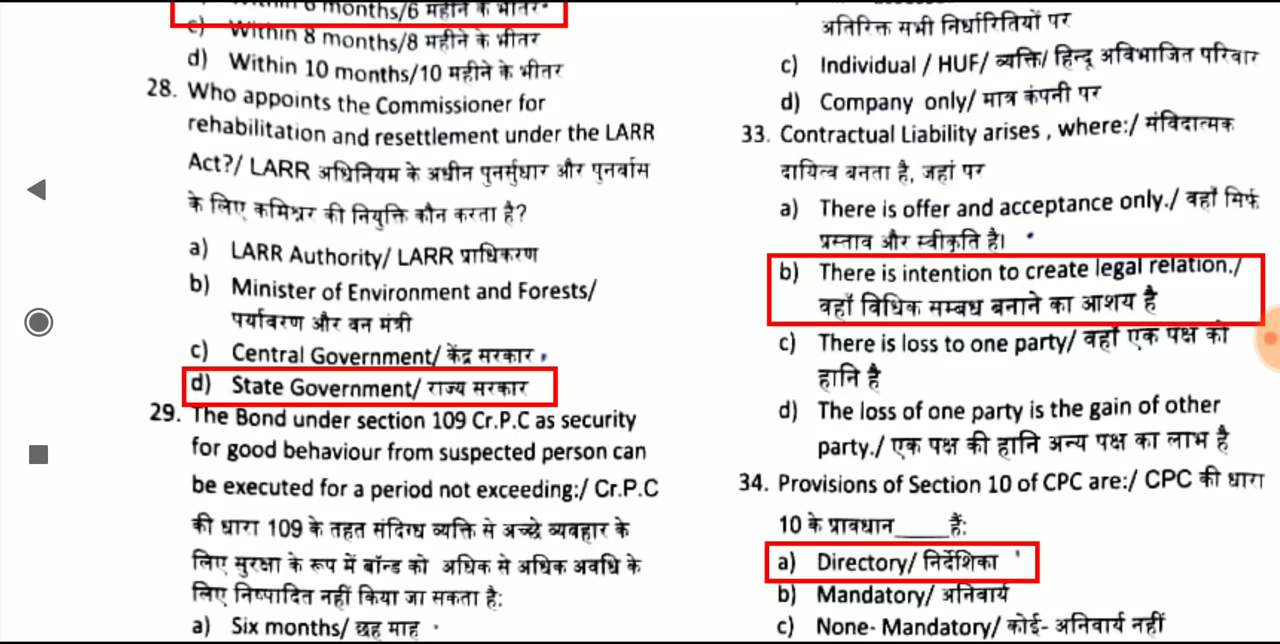 months/6 महीने के भीतर
c) Within 8 months/8 महीने के भीतर
d) Within 10 months/10 महीने के भीतर
28. Who appoints the Commissioner for
rehabilitation and resettlement under the LARR
Act?/ LARR अधिनियम के अधीन पुनर्सुधार और पुनर्वास
के लिए कमिश्नर की नियुक्ति कौन करता है?
a) LARR Authority/ LARR प्राधिकरण
b) Minister of Environment and Forests/
पर्यावरण और वन मंत्री
c) Central Government/ केंद्र सरकार
d) State Government/ राज्य सरकार
29. The Bond under section 109 Cr.P.C as security
for good behaviour from suspected person can
be executed for a period not exceeding:/ Cr.P.C
की धारा 109 के तहत संदिग्ध व्यक्ति से अच्छे व्यवहार के
लिए सुरक्षा के रूप में बॉन्ड को अधिक से अधिक अवधि के
लिए निष्पादित नहीं किया जा सकता है:
a) Six months/ छह माह
अतिरिक्त सभी निर्धारितियों पर
c) Individual / HUF/ व्यक्ति/ हिन्दू अविभाजित परिवार
d) Company only/ मात्र कंपनी पर
33. Contractual Liability arises , where:/ संविदात्मक
दायित्व बनता है, जहां पर
a) There is offer and acceptance only./ वहाँ सिर्फ
प्रस्ताव और स्वीकृति है।
b) There is intention to create legal relation./
वहाँ विधिक सम्बध बनाने का आशय है
c) There is loss to one party/ वहाँ एक पक्ष को
हानि है
d) The loss of one party is the gain of other
party./ एक पक्ष की हानि अन्य पक्ष का लाभ है
34. Provisions of Section 10 of CPC are:/ CPC की धारा
10 के प्रावधान_____हैं:
a) Directory/ निर्देशिका
b) Mandatory/ अनिवार्य
c) None- Mandatory/ कोई- अनिवार्य नहीं